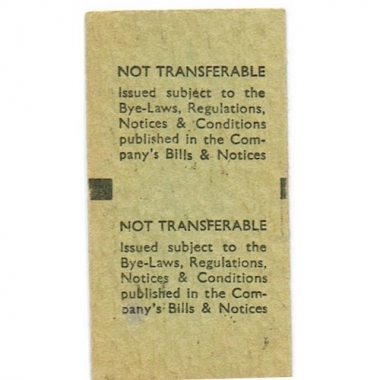 NOT TRANSFERABLE
Issued subject to the
Bye-Laws, Regulations,
Notices & Conditions
published in the Com-
pany's Bills & Notices
NOT TRANSFERABLE
Issued subject to the
Bye-Laws, Regulations,
Notices & Conditions
published in the Com-
pany's Bills & Notices